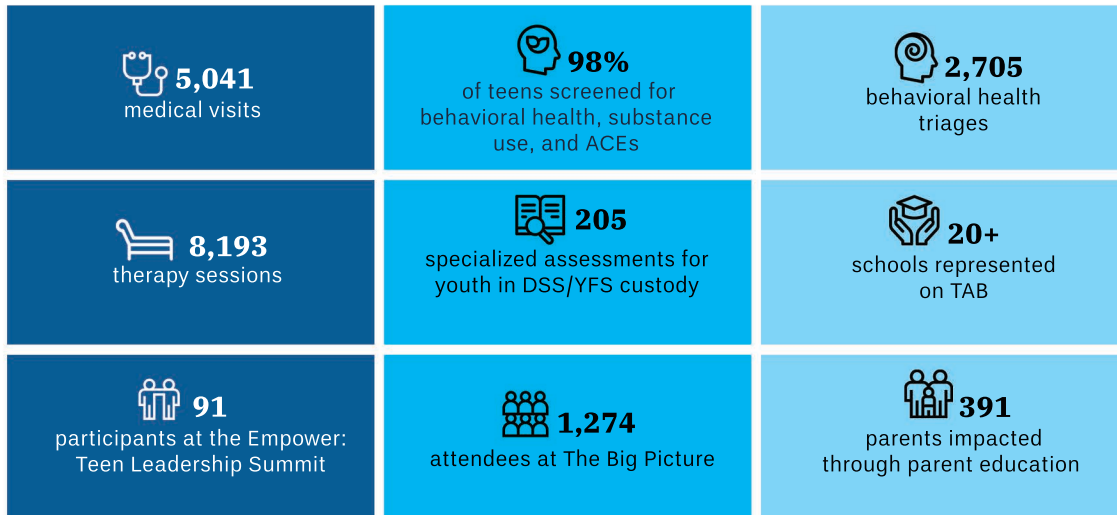 5,041
medical visits
98%
of teens screened for
behavioral health, substance
use, and ACEs
2,705
behavioral health
triages
8,193
therapy sessions
205
specialized assessments for
youth in DSS/YFS custody
20+
schools represented
on TAB
91
participants at the Empower:
Teen Leadership Summit
1,274
attendees at The Big Picture
391
parents impacted
through parent education